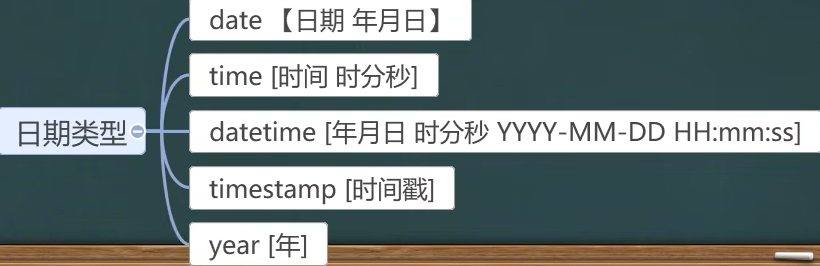 date 【日期 年月日】
time [时间 时分秒]
日期类型
datetime [年月日 时分秒 YYYY-MM-DD HH:mm:ss]
timestamp [时间戳]
year [年]